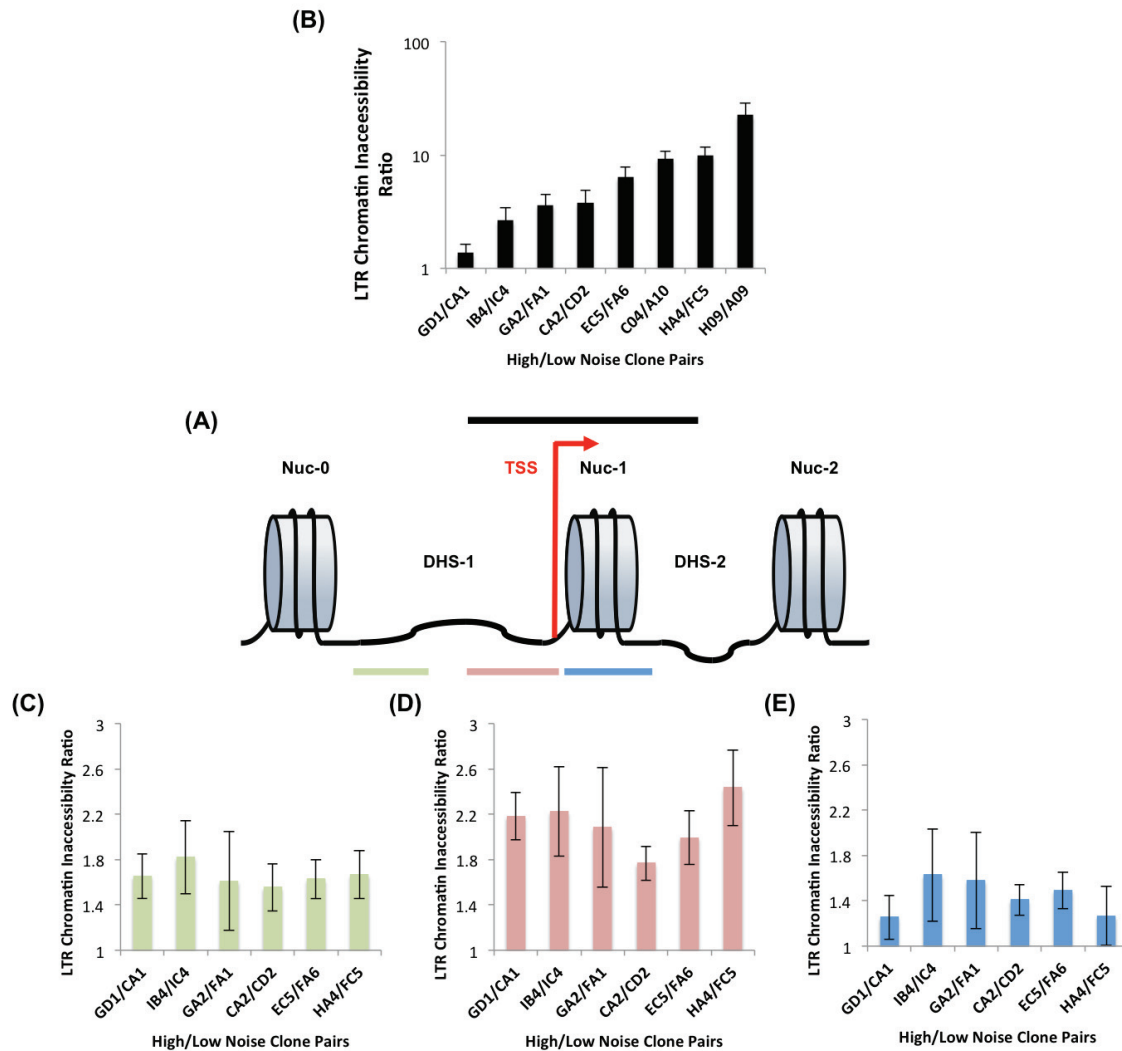 (B)
LTR Chromatin Inaceessibility
Ratio
100
10
1
GD1/CA1
IB4/IC4
GA2/FA1
CA2/CD2
EC5/FA6
C04/A10
HA4/FC5
H09/A09
High/Low Noise Clone Pairs
(A)
Nuc-0
TSS
Nuc-1
Nuc-2
DHS-1
DHS-2
(C)
LTR Chromatin Inaccessibility Ratio
3
2.6
2.2
1.8
1.4
1
GD1/CA1
IB4/IC4
GA2/FA1
CA2/CD2
EC5/FA6
HA4/FC5
High/Low Noise Clone Pairs
(D)
LTR Chromatin Inaccessibility Ratio
3
2.6
2.2
1.8
1.4
1
GD1/CA1
IB4/IC4
GA2/FA1
CA2/CD2
EC5/FA6
HA4/FC5
High/Low Noise Clone Pairs
(E)
LTR Chromatin Inaccessibility Ratio
3
2.6
2.2
1.8
1.4
1
GD1/CA1
IB4/IC4
GA2/FA1
CA2/CD2
EC5/FA6
HA4/FC5
High/Low Noise Clone Pairs